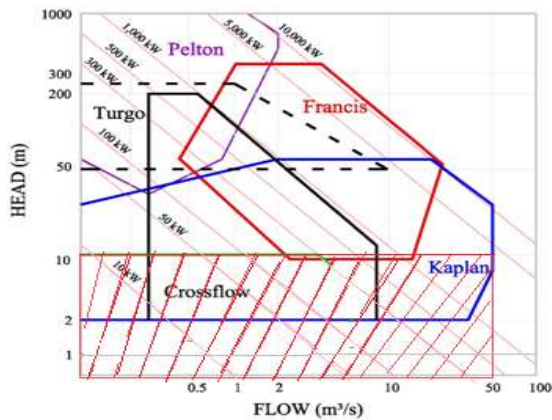 1000
300
200
50
10
2
1
HEAD (m)
1,000 kW
500 kW
300 kW
100 kW
50 kW
10 kW
5,000 kW
10,000 kW
Pelton
Turgo
Francis
Kaplan
Crossflow
0.5
1
2
10
50
100
FLOW (m³/s)